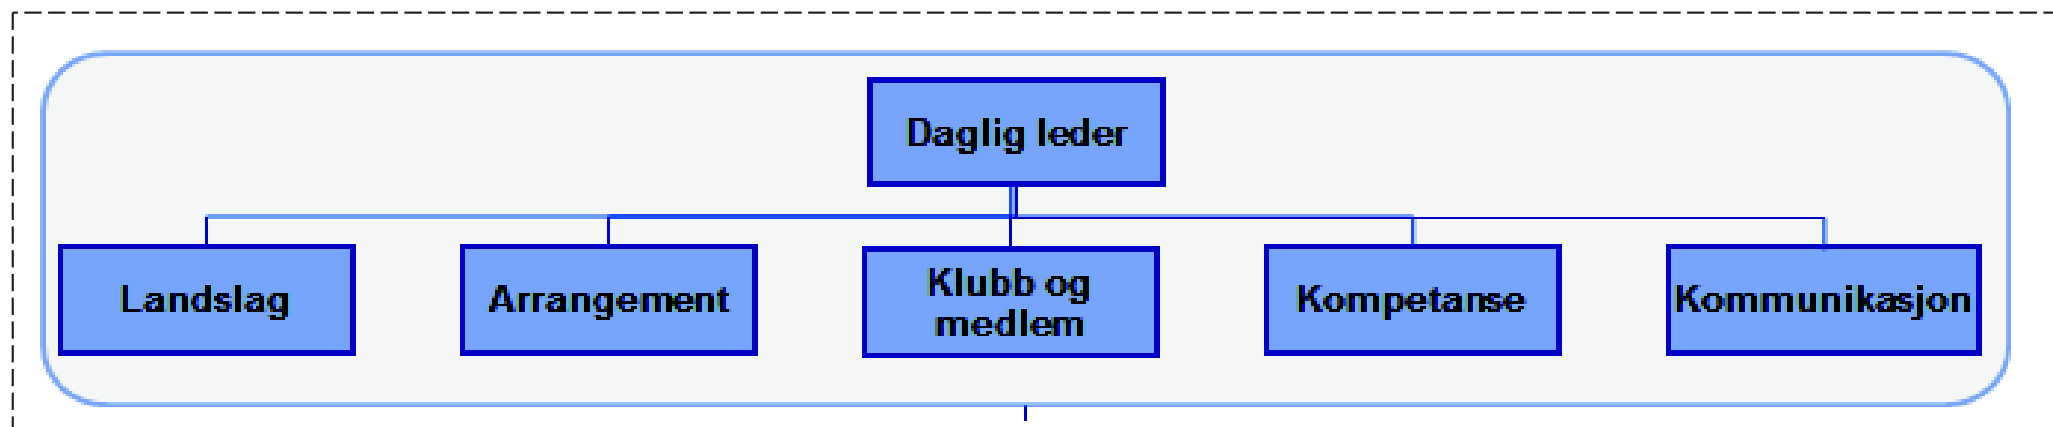 Daglig leder
Landslag
Arrangement
Klubb og
medlem
Kompetanse
Kommunikasjon